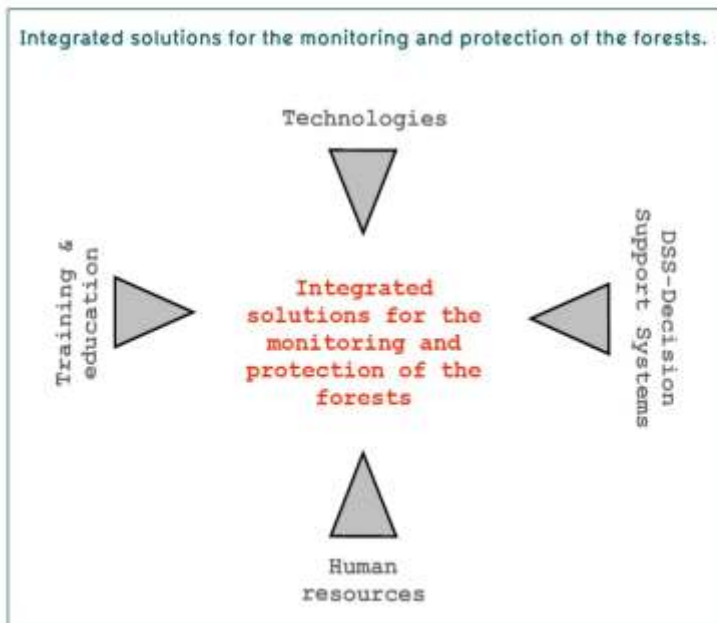 Integrated solutions for the monitoring and protection of the forests.
Technologies
Training &
education
Integrated
solutions for the
monitoring and
protection of the
forests
DSS-Decision
Support Systems
Human
resources